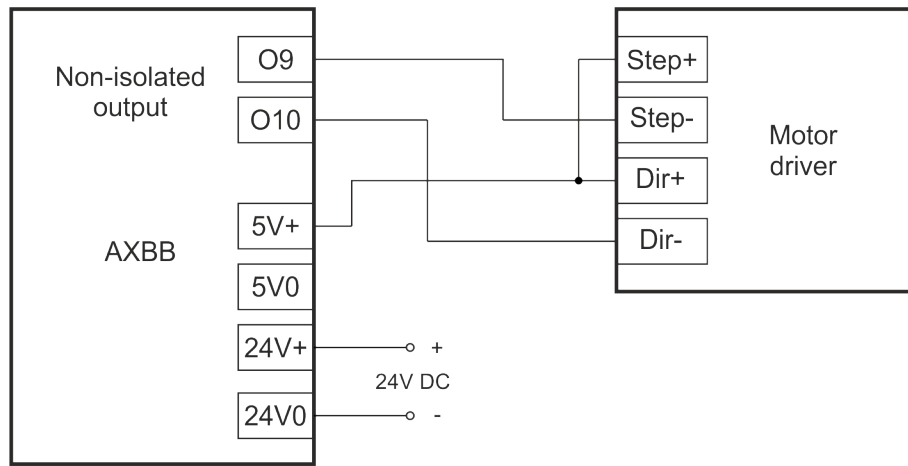 Non-isolated
output
AXBB
O9
O10
5V+
5V0
24V+
24V0
+
24V DC
-
Step+
Step-
Dir+
Dir-
Motor
driver